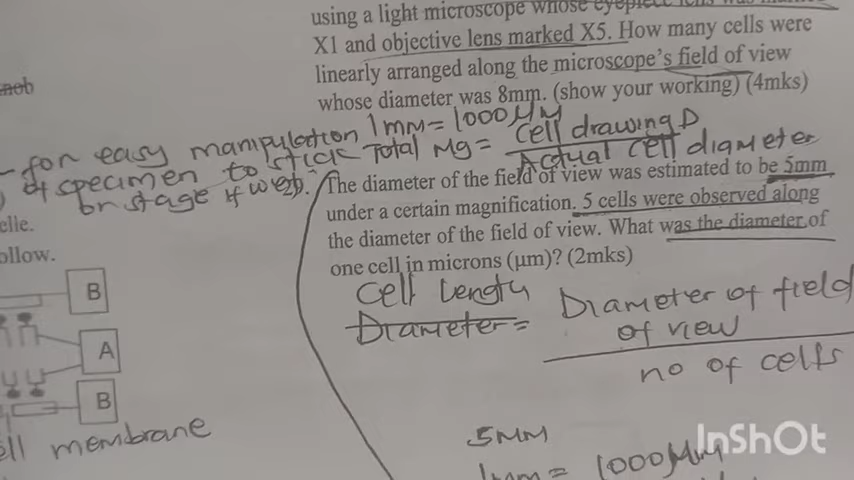 using a light microscope whose eyepiece lens was
X1 and objective lens marked X5. How many cells were
linearly arranged along the microscope's field of view
whose diameter was 8mm. (show your working) (4mks)
nob
1mm = 1000µm
Total Mg = Cell drawing D
Actual cell diameter
- for easy manipulation
of specimen to stick
on stage if wet.
The diameter of the field of view was estimated to be 5mm
under a certain magnification. 5 cells were observed along
the diameter of the field of view. What was the diameter of
one cell in microns (µm)? (2mks)
elle.
ollow.
B
A
B
ell membrane
Cell Length
Diameter = Diameter of field
of view
no of cells
5mm
1mm = 1000µm
InShOt